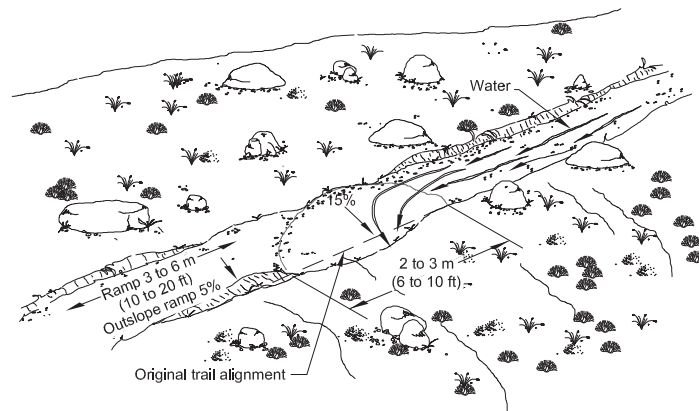 Water
15%
Ramp 3 to 6 m
(10 to 20 ft)
Outslope ramp 5%
2 to 3 m
(6 to 10 ft)
Original trail alignment